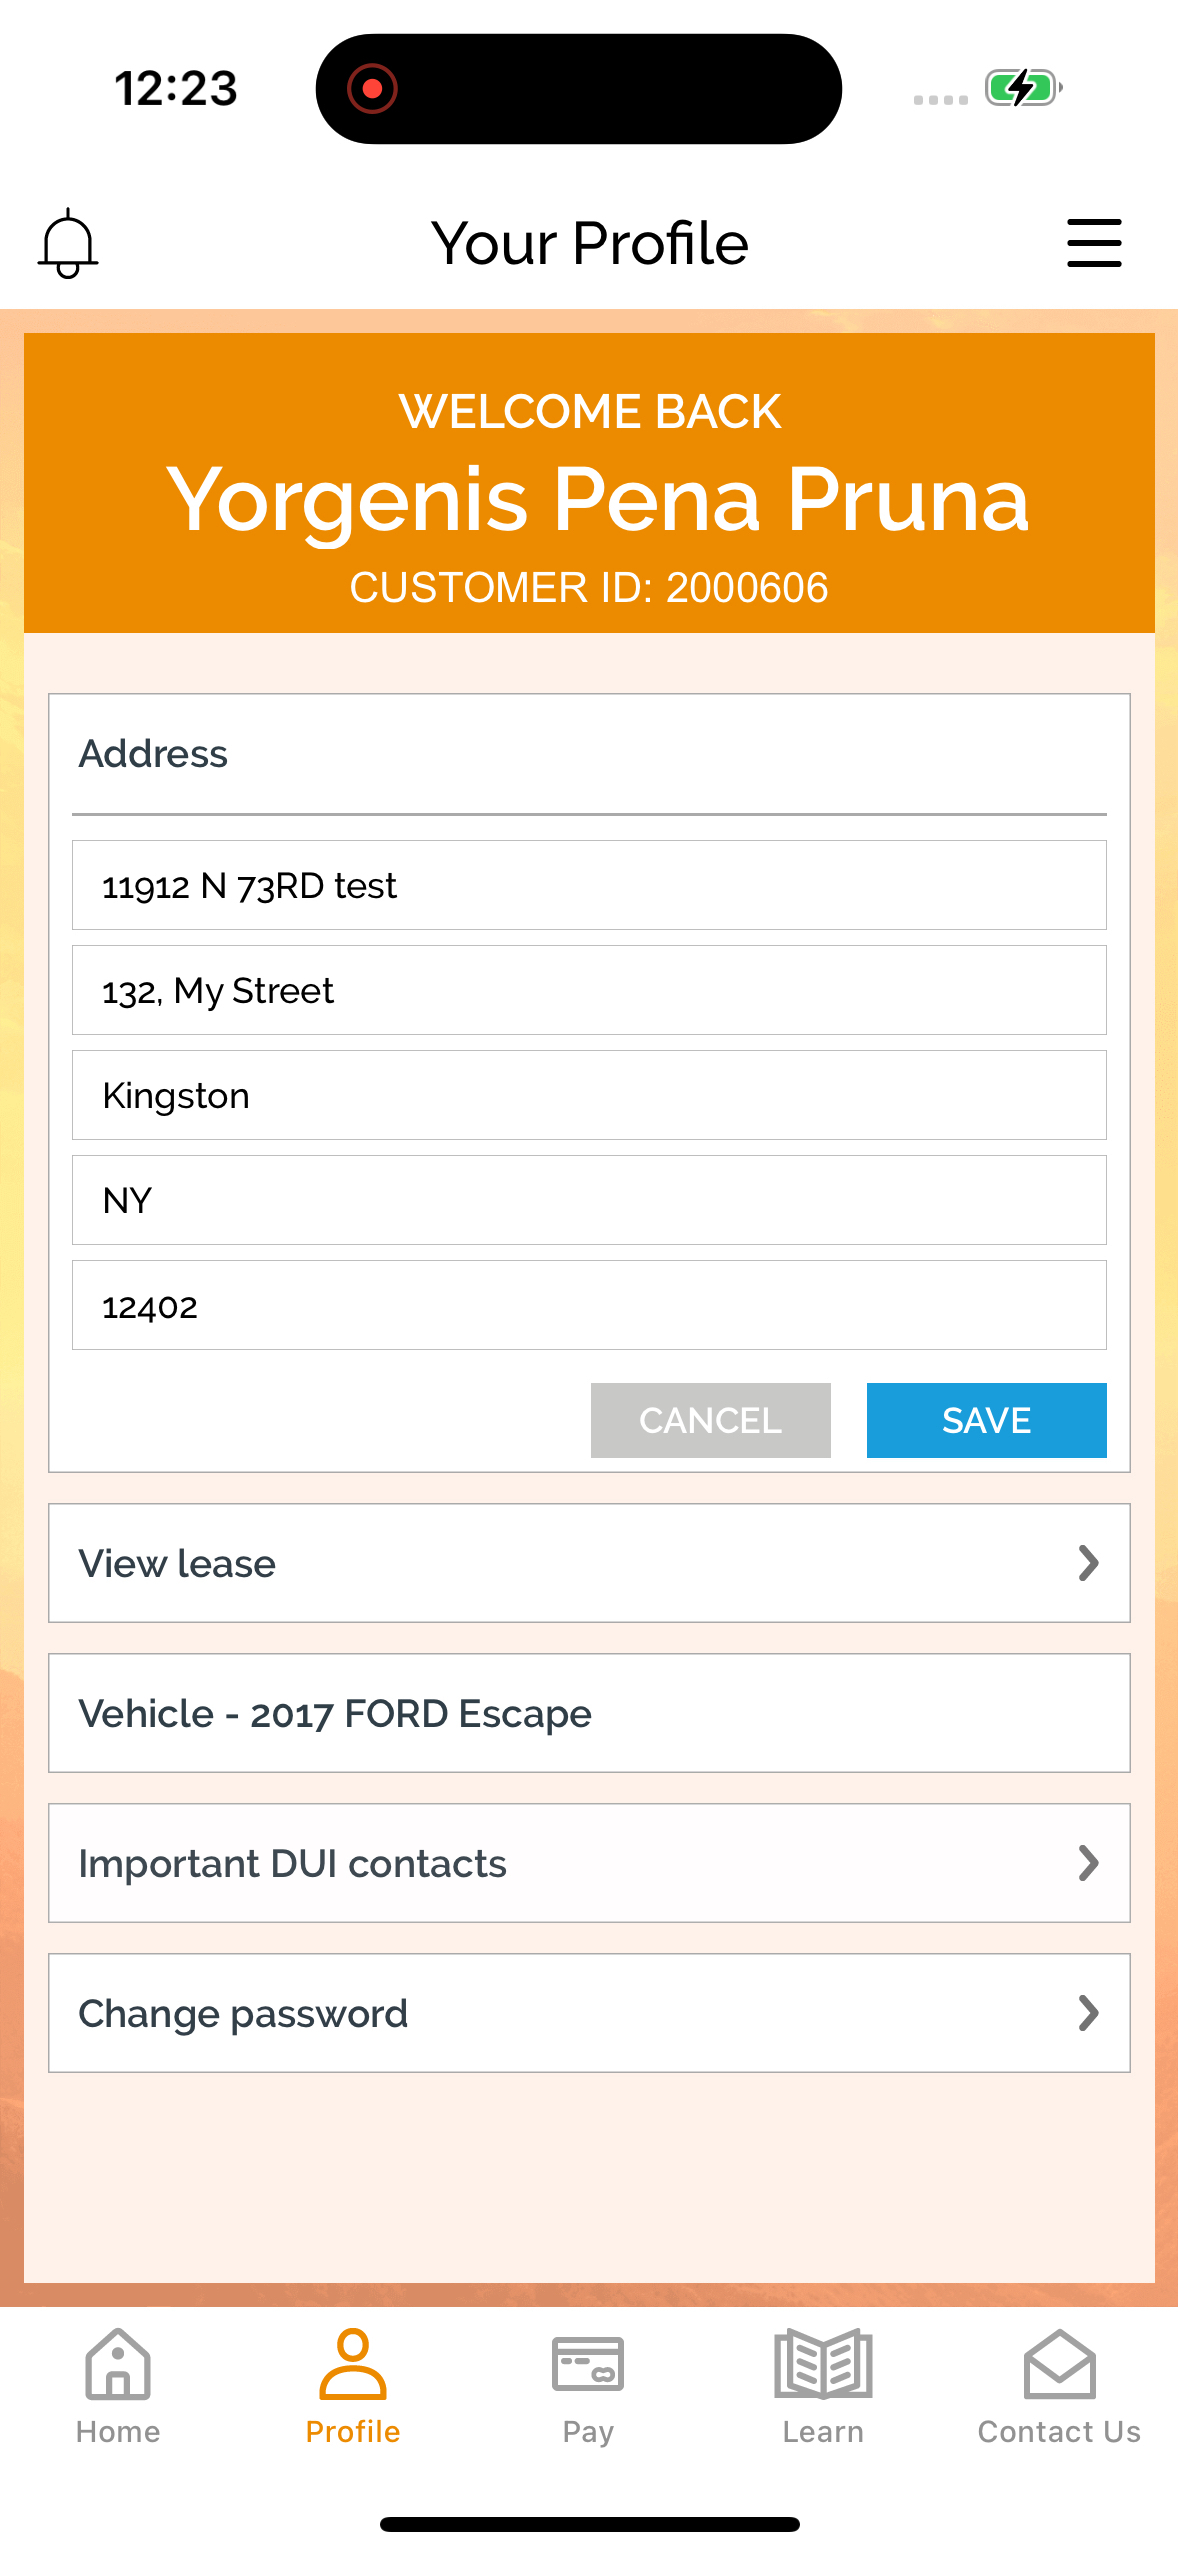 12:23
Your Profile
WELCOME BACK
Yorgenis Pena Pruna
CUSTOMER ID: 2000606
Address
11912 N 73RD test
132, My Street
Kingston
NY
12402
CANCEL SAVE
View lease
Vehicle - 2017 FORD Escape
Important DUI contacts
Change password
Home Profile Pay Learn Contact Us